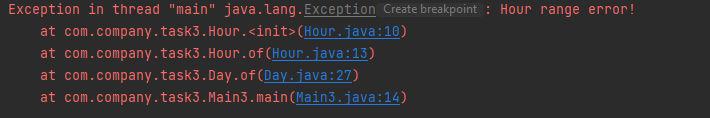 Exception in thread "main" java.lang.Exception Create breakpoint : Hour range error!
at com.company.task3.Hour.<init>(Hour.java:10)
at com.company.task3.Hour.of(Hour.java:13)
at com.company.task3.Day.of(Day.java:27)
at com.company.task3.Main3.main(Main3.java:14)